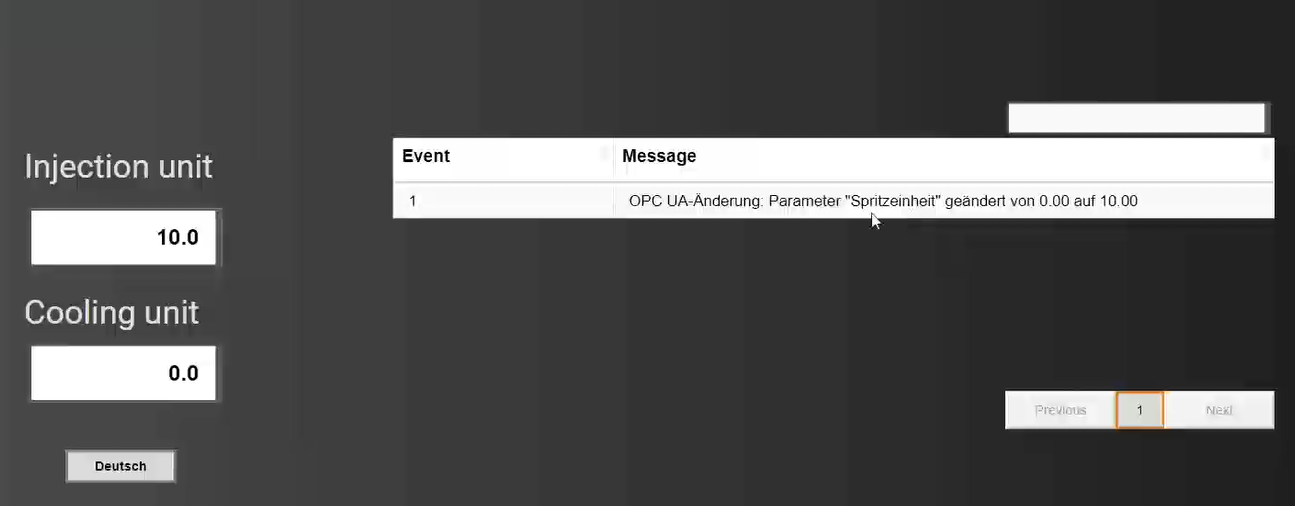 Injection unit
10.0
Cooling unit
0.0
Deutsch
Event Message
1 OPC UA-Änderung: Parameter "Spritzeinheit" geändert von 0.00 auf 10.00
Previous 1 Next